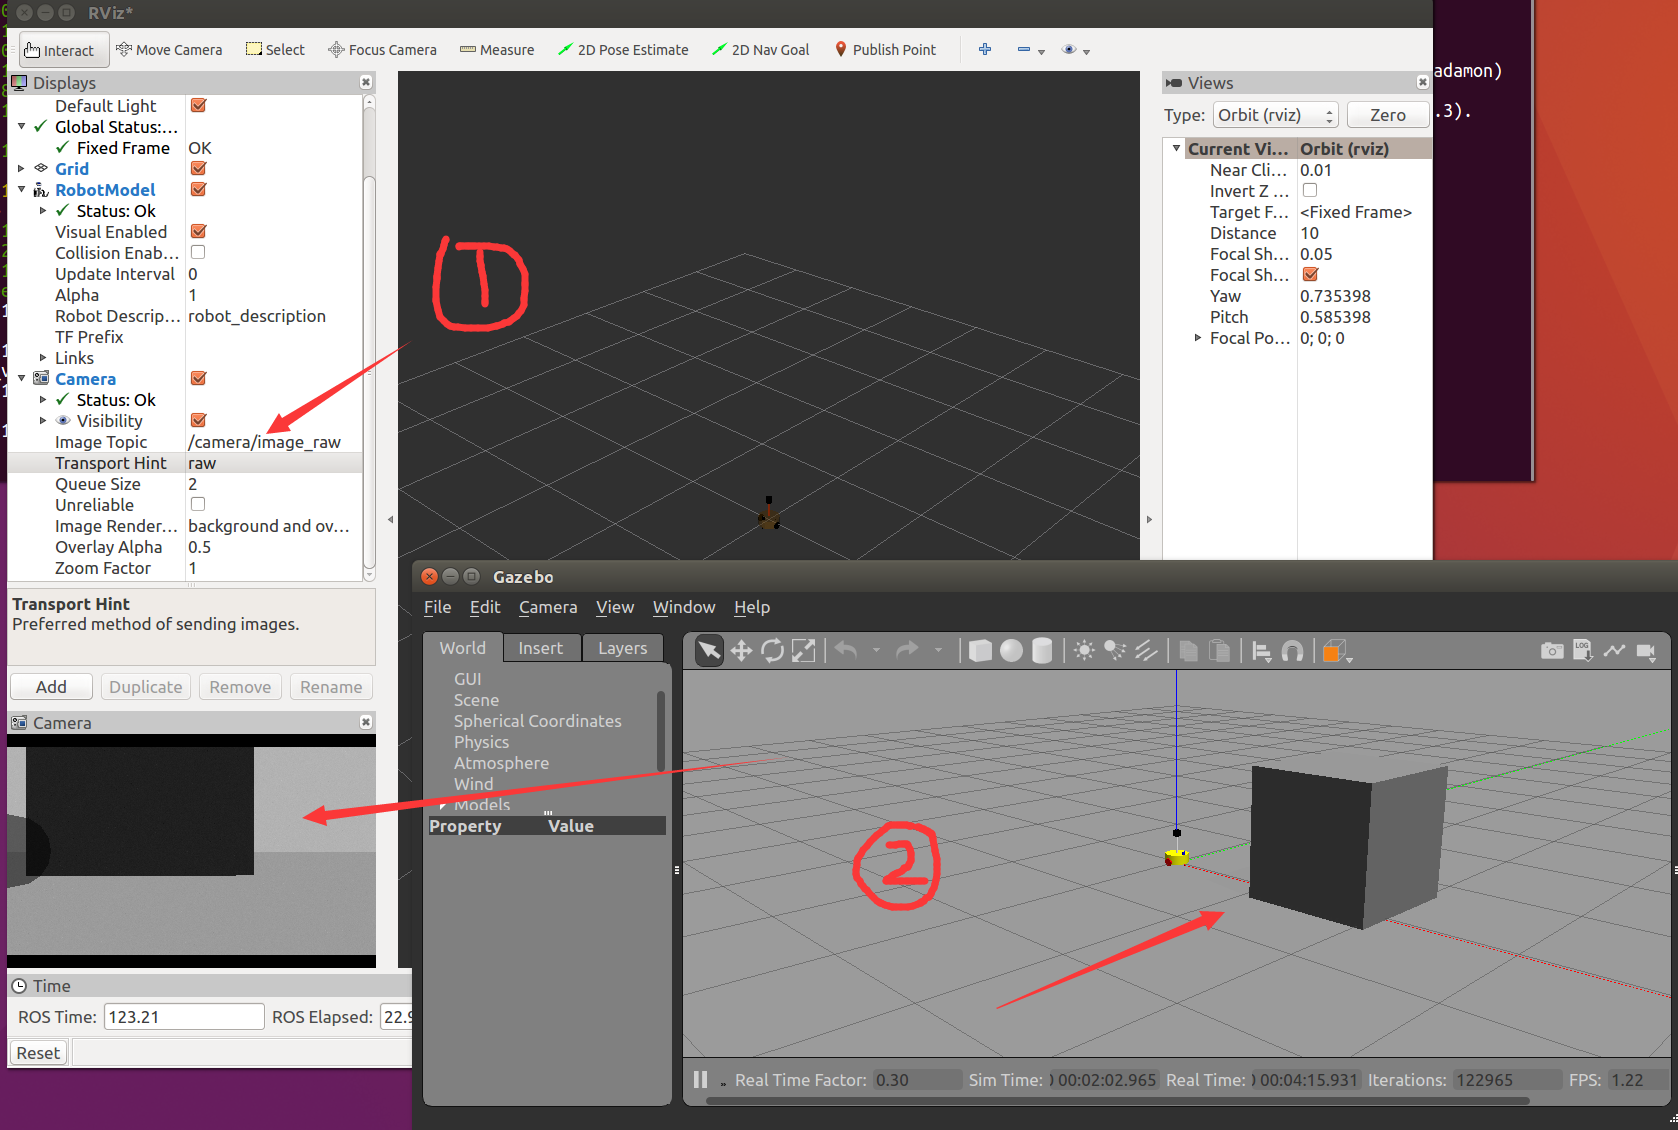 RViz*
Interact
Move Camera
Select
Focus Camera
Measure
2D Pose Estimate
2D Nav Goal
Publish Point
Displays
Default Light
Global Status:...
Fixed Frame OK
Grid
RobotModel
Status: Ok
Visual Enabled
Collision Enab...
Update Interval 0
Alpha 1
Robot Descrip... robot_description
TF Prefix
Links
Camera
Status: Ok
Visibility
Image Topic /camera/image_raw
Transport Hint raw
Queue Size 2
Unreliable
Image Render... background and ov...
Overlay Alpha 0.5
Zoom Factor 1
Transport Hint
Preferred method of sending images.
Add
Duplicate
Remove
Rename
Camera
Time
ROS Time: 123.21 ROS Elapsed: 22.9
Reset
1
Views
Type: Orbit (rviz) Zero
Current Vi... Orbit (rviz)
Near Cli... 0.01
Invert Z ...
Target F... <Fixed Frame>
Distance 10
Focal Sh... 0.05
Focal Sh...
Yaw 0.735398
Pitch 0.585398
Focal Po... 0; 0; 0
adamon)
.3).
Gazebo
File Edit Camera View Window Help
World Insert Layers
GUI
Scene
Spherical Coordinates
Physics
Atmosphere
Wind
Models
Property Value
LOG
2
Real Time Factor: 0.30 Sim Time: 00:02:02.965 Real Time: 00:04:15.931 Iterations: 122965 FPS: 1.22